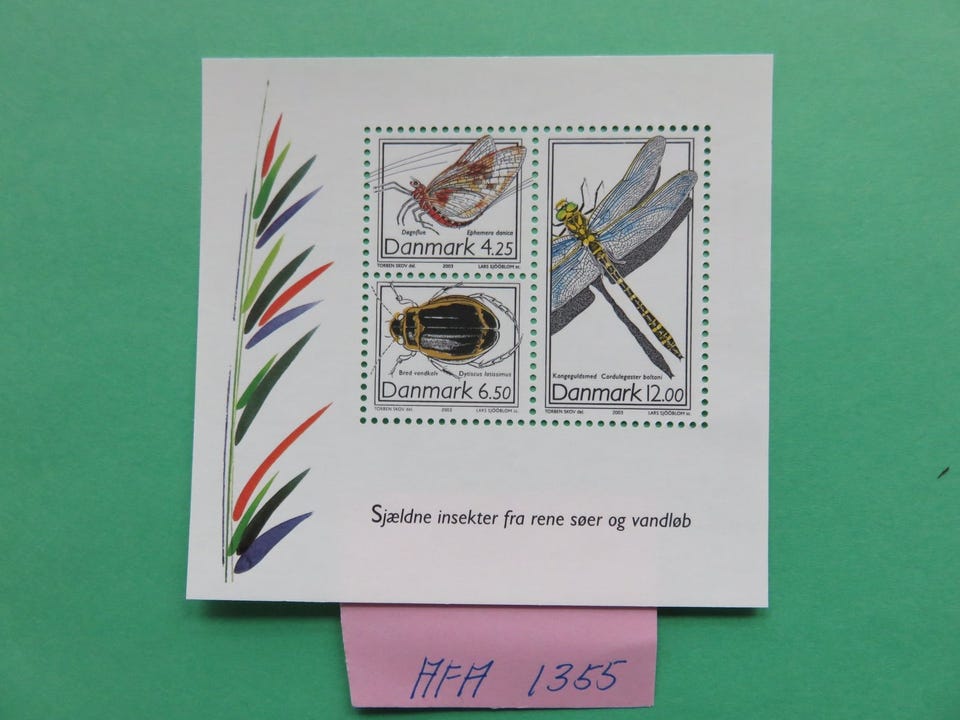 Døgnflue Ephemera danica
Danmark 4.25
TORBEN SKOV del. 2003 LARS SJÖÖBLOM sc.
Bred vandkalv Dytiscus latissimus
Danmark 6.50
TORBEN SKOV del. 2003 LARS SJÖÖBLOM sc.
Kongeguldsmed Cordulegaster boltoni
Danmark 12.00
TORBEN SKOV del. 2003 LARS SJÖÖBLOM sc.
Sjældne insekter fra rene søer og vandløb
AFA 1355